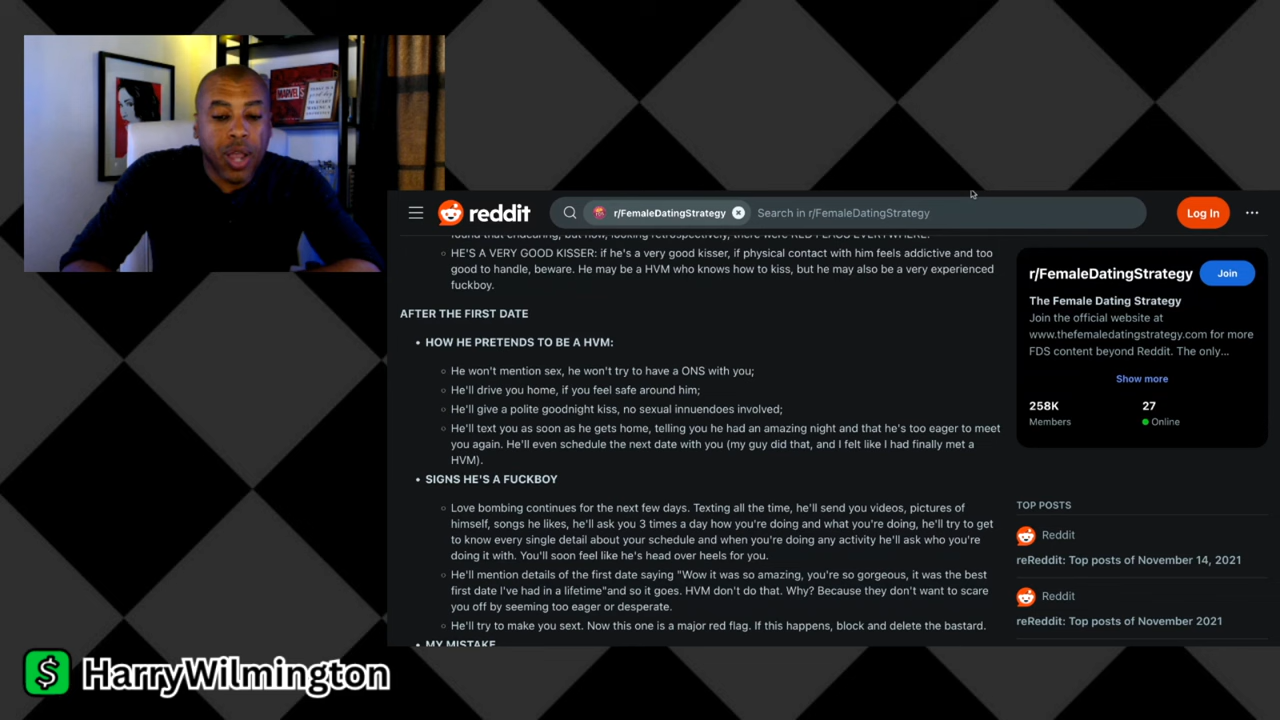 MARVEL
reddit
r/FemaleDatingStrategy
Search in r/FemaleDatingStrategy
Log In
found that endearing, but now, looking retrospectively, there were RED FLAGS EVERYWHERE.
HE'S A VERY GOOD KISSER: if he's a very good kisser, if physical contact with him feels addictive and too
good to handle, beware. He may be a HVM who knows how to kiss, but he may also be a very experienced
fuckboy.
AFTER THE FIRST DATE
• HOW HE PRETENDS TO BE A HVM:
He won't mention sex, he won't try to have a ONS with you;
He'll drive you home, if you feel safe around him;
He'll give a polite goodnight kiss, no sexual innuendoes involved;
He'll text you as soon as he gets home, telling you he had an amazing night and that he's too eager to meet
you again. He'll even schedule the next date with you (my guy did that, and I felt like I had finally met a
HVM).
• SIGNS HE'S A FUCKBOY
Love bombing continues for the next few days. Texting all the time, he'll send you videos, pictures of
himself, songs he likes, he'll ask you 3 times a day how you're doing and what you're doing, he'll try to get
to know every single detail about your schedule and when you're doing any activity he'll ask who you're
doing it with. You'll soon feel like he's head over heels for you.
He'll mention details of the first date saying "Wow it was so amazing, you're so gorgeous, it was the best
first date I've had in a lifetime"and so it goes. HVM don't do that. Why? Because they don't want to scare
you off by seeming too eager or desperate.
He'll try to make you sext. Now this one is a major red flag. If this happens, block and delete the bastard.
• MY MISTAKE
r/FemaleDatingStrategy
Join
The Female Dating Strategy
Join the official website at
www.thefemaledatingstrategy.com for more
FDS content beyond Reddit. The only...
Show more
258K
27
Members
Online
TOP POSTS
Reddit
reReddit: Top posts of November 14, 2021
Reddit
reReddit: Top posts of November 2021
$ HarryWilmington